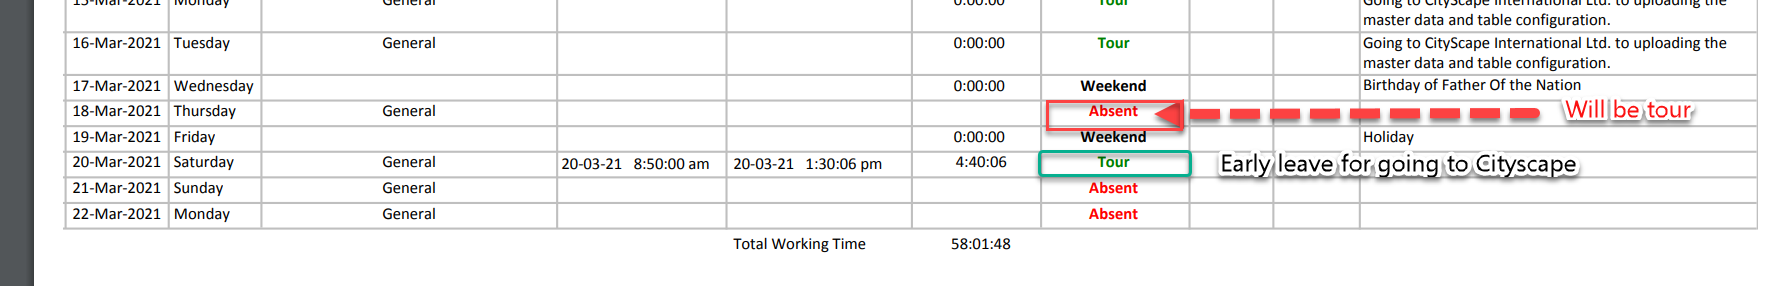 15-Mar-2021 Monday General 0:00:00 Tour Going to CityScape International Ltd. to uploading the
master data and table configuration.
16-Mar-2021 Tuesday General 0:00:00 Tour Going to CityScape International Ltd. to uploading the
master data and table configuration.
17-Mar-2021 Wednesday 0:00:00 Weekend Birthday of Father Of the Nation
18-Mar-2021 Thursday General Absent Will be tour
19-Mar-2021 Friday 0:00:00 Weekend Holiday
20-Mar-2021 Saturday General 20-03-21 8:50:00 am 20-03-21 1:30:06 pm 4:40:06 Tour Early leave for going to Cityscape
21-Mar-2021 Sunday General Absent
22-Mar-2021 Monday General Absent
Total Working Time 58:01:48